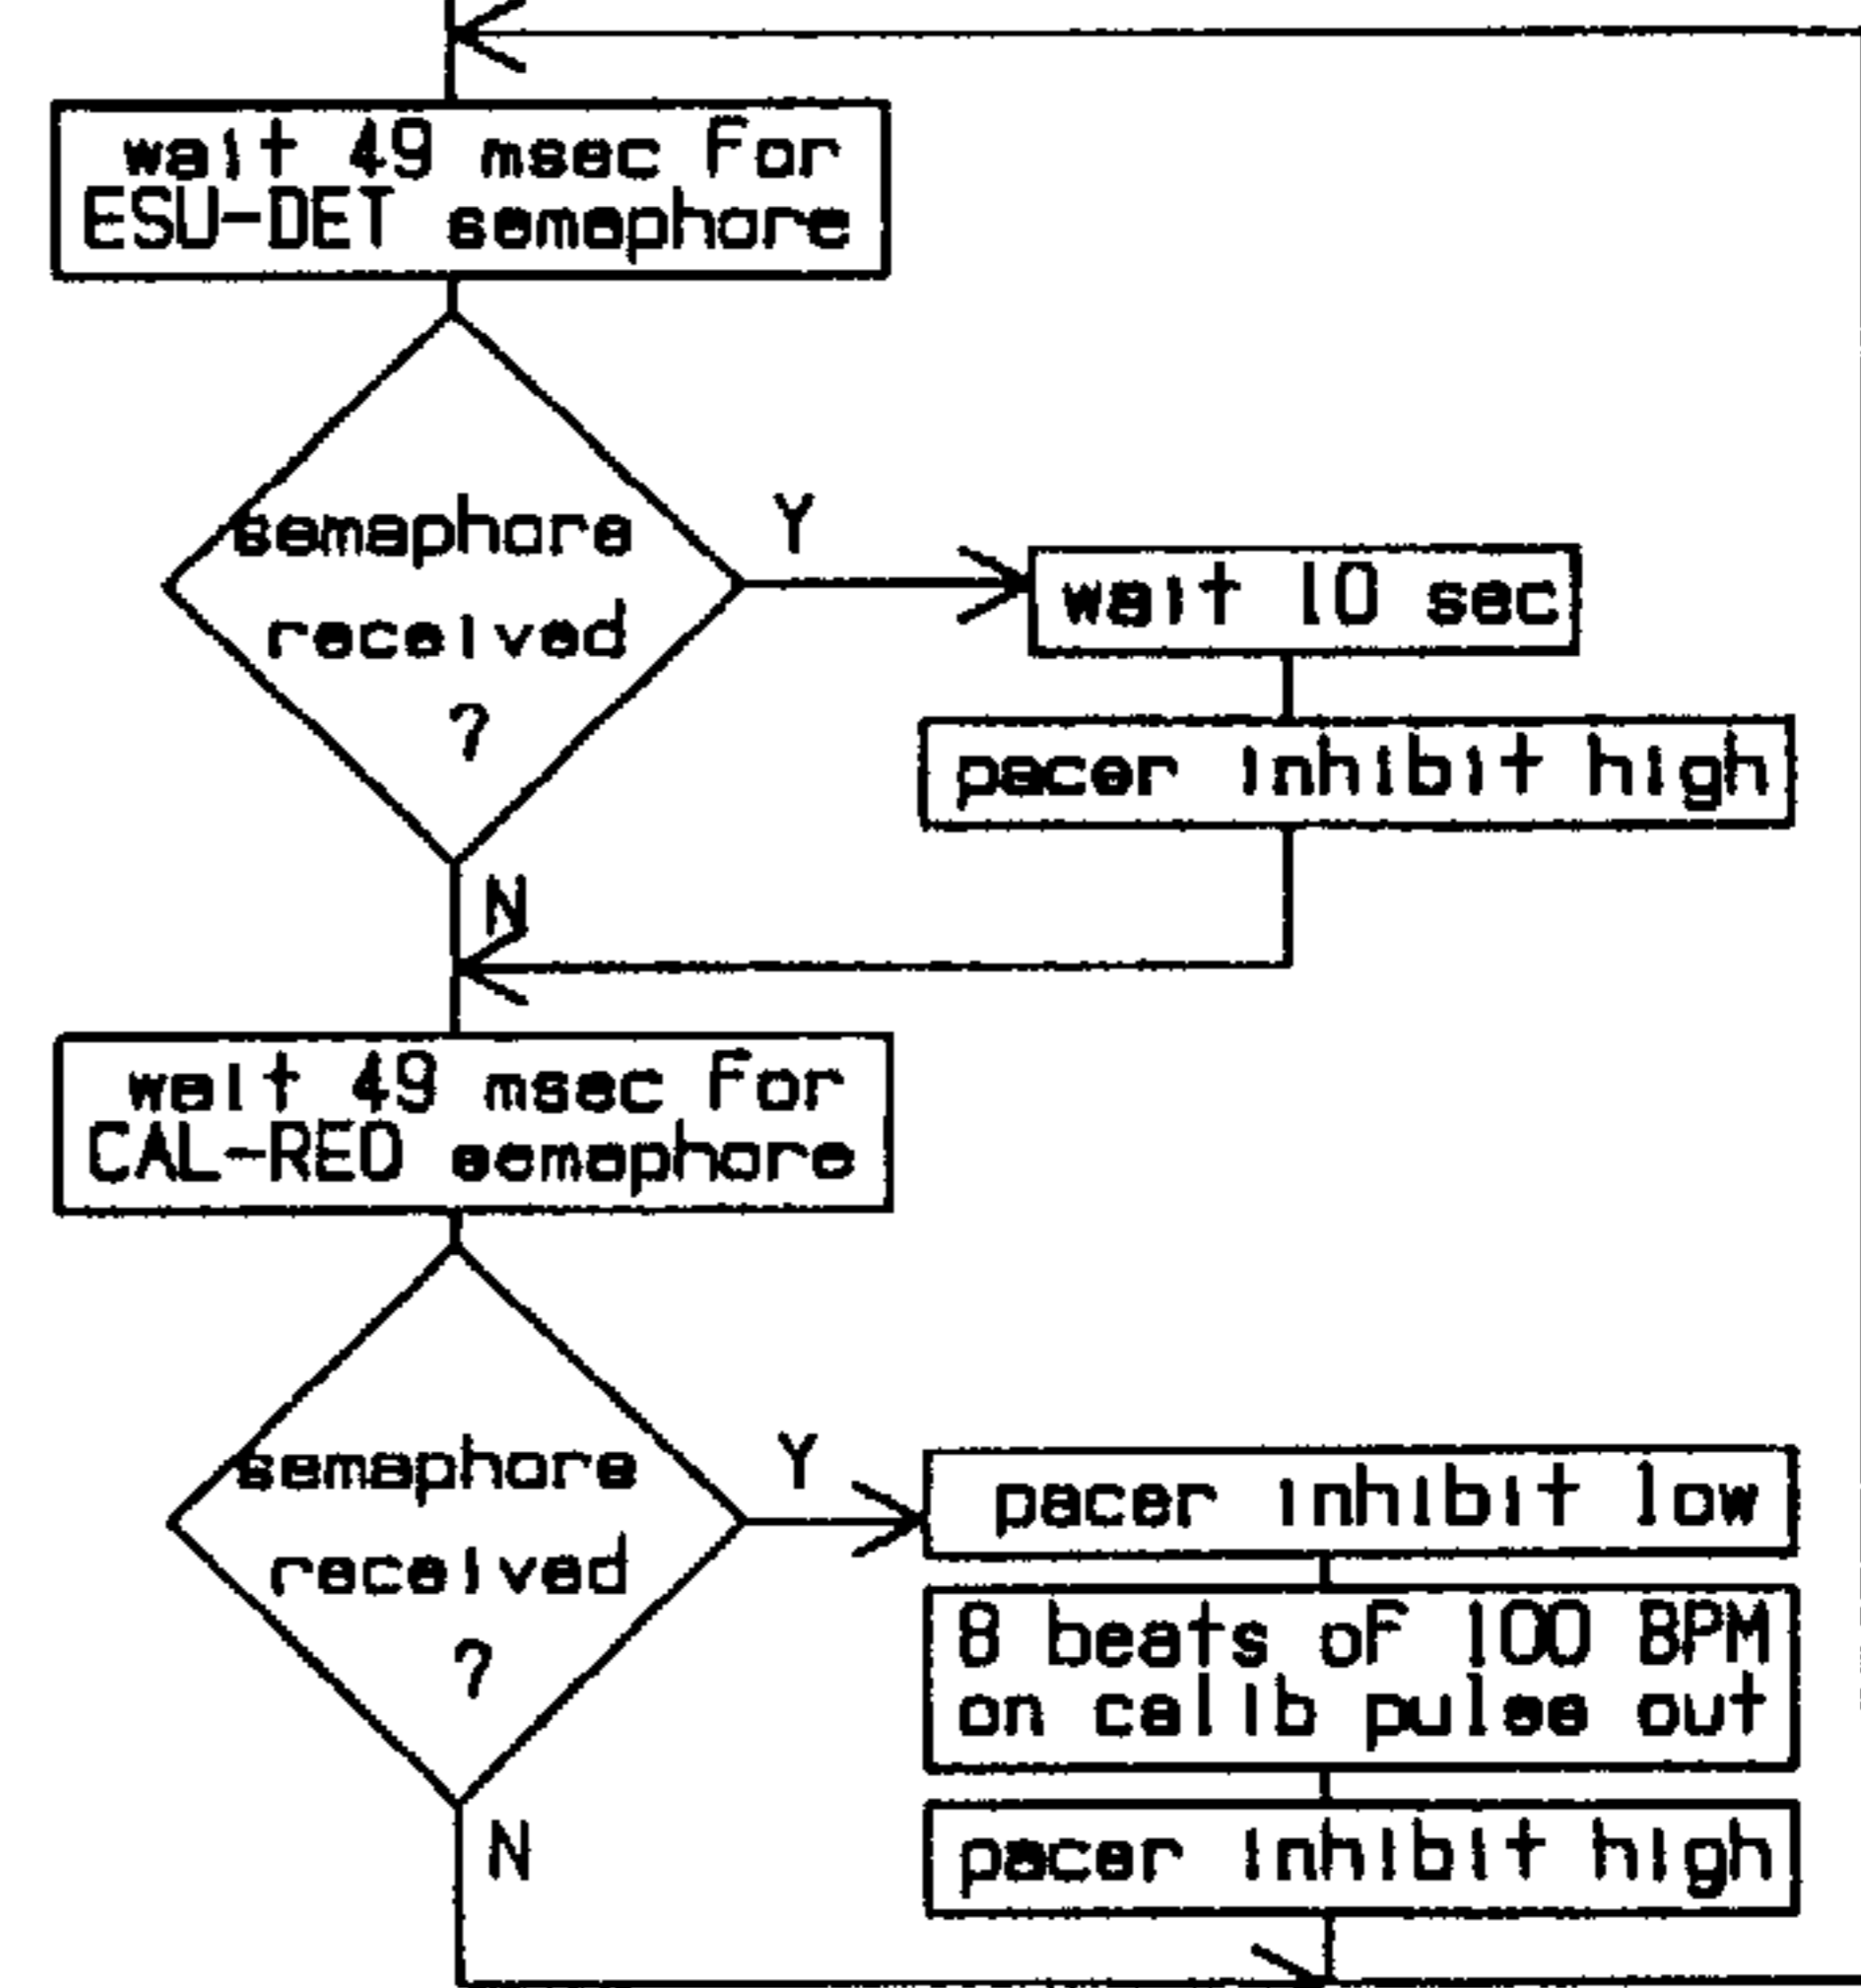 wait 49 msec for
ESU-DET semaphore
semaphore
received
?
Y
wait 10 sec
pacer inhibit high
N
wait 49 msec for
CAL-RED semaphore
semaphore
received
?
Y
pacer inhibit low
8 beats of 100 BPM
on calib pulse out
pacer inhibit high
N